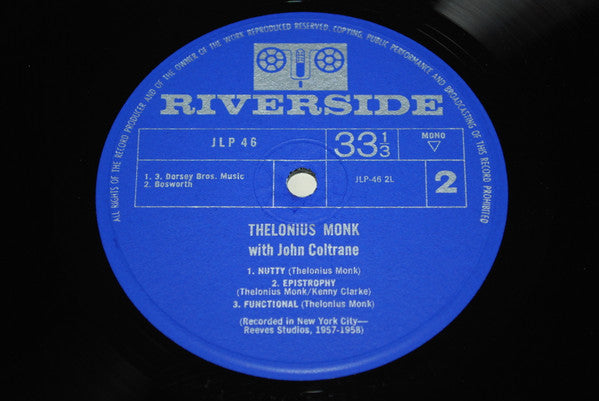 ALL RIGHTS OF THE RECORD PRODUCER AND OF THE OWNER OF THE WORK REPRODUCED RESERVED. COPYING, PUBLIC PERFORMANCE AND BROADCASTING OF THIS RECORD PROHIBITED
RIVERSIDE
JLP 46
33 1/3
MONO
1. 3. Dorsey Bros. Music
2. Bosworth
JLP-46 2L
2
THELONIUS MONK
with John Coltrane
1. NUTTY (Thelonius Monk)
2. EPISTROPHY
(Thelonius Monk/Kenny Clarke)
3. FUNCTIONAL (Thelonius Monk)
(Recorded in New York City—
Reeves Studios, 1957-1958)